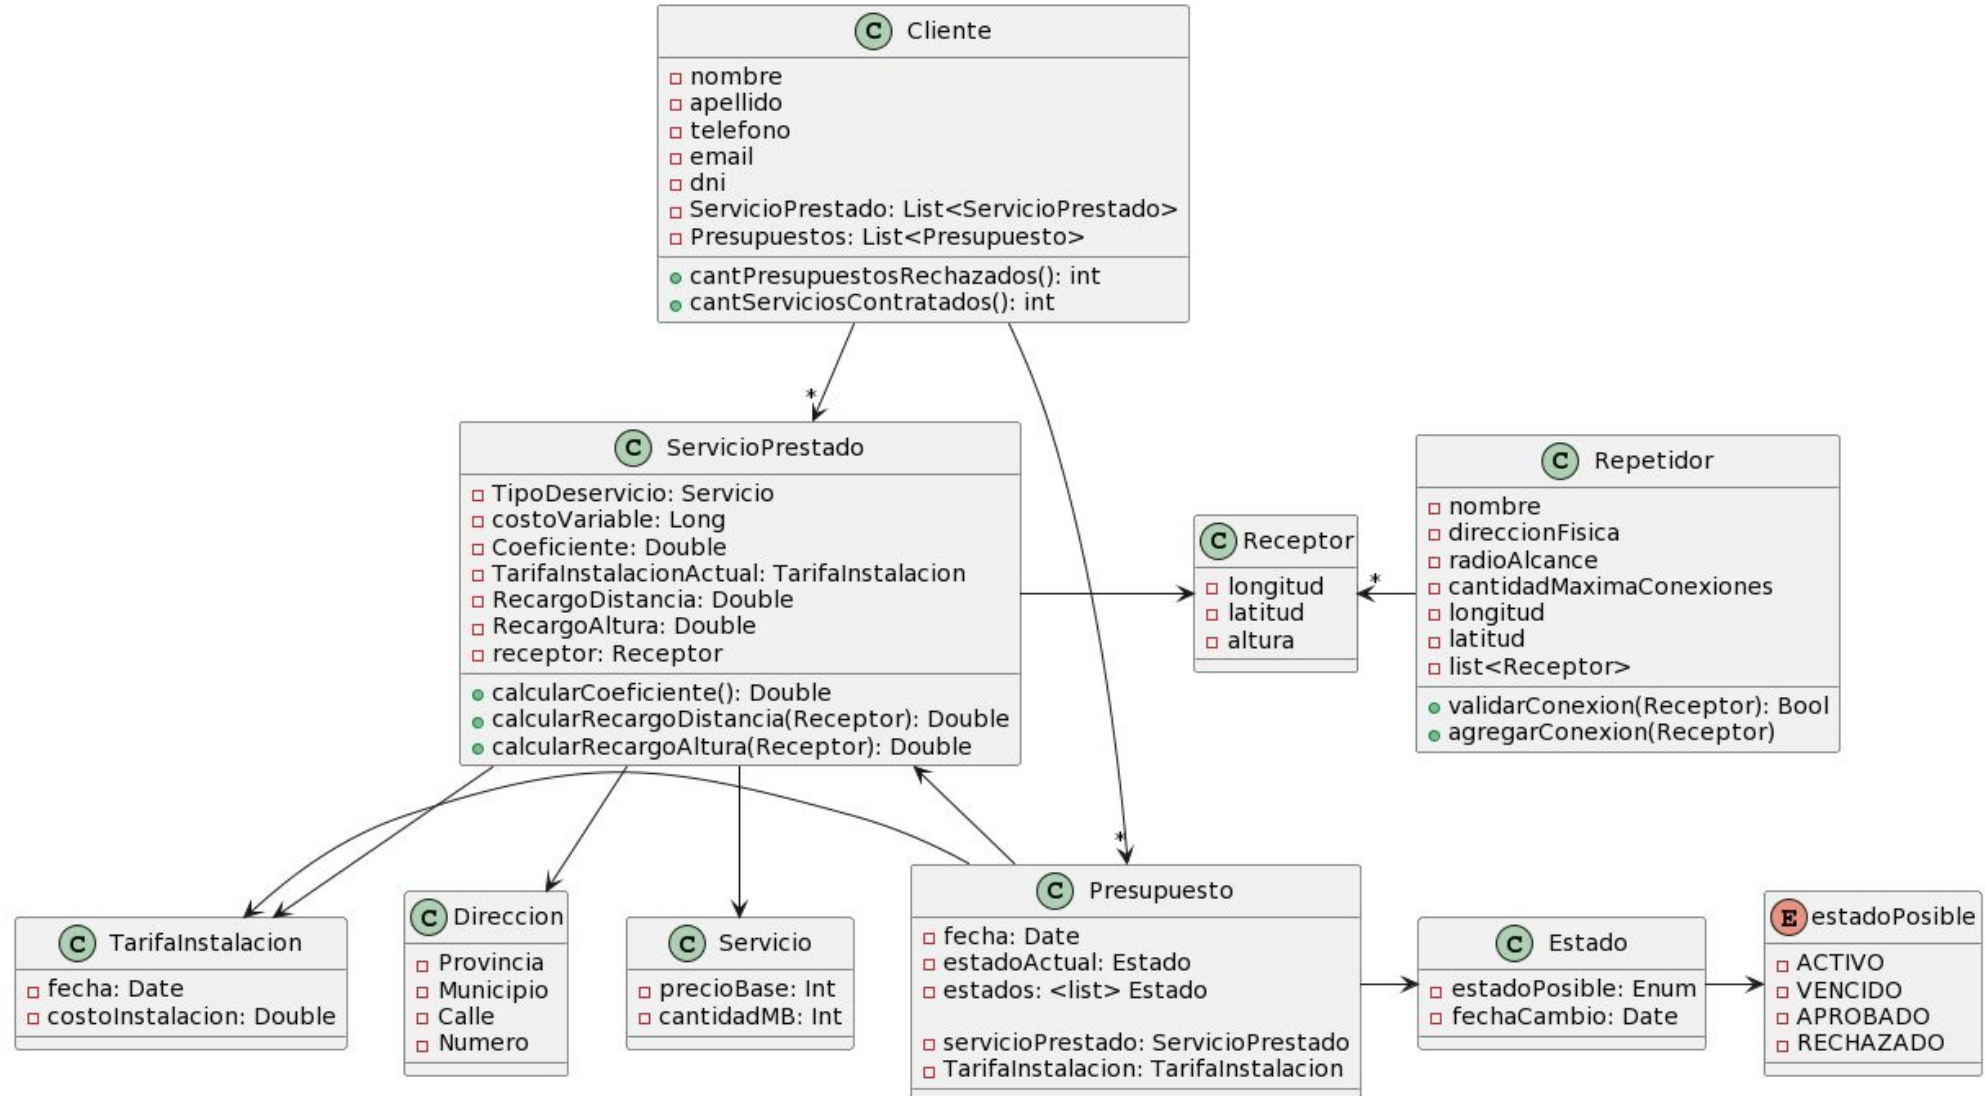 C Cliente
nombre
apellido
telefono
email
dni
ServicioPrestado: List<ServicioPrestado>
Presupuestos: List<Presupuesto>
cantPresupuestosRechazados(): int
cantServiciosContratados(): int
*
C ServicioPrestado
TipoDeservicio: Servicio
costoVariable: Long
Coeficiente: Double
TarifaInstalacionActual: TarifaInstalacion
RecargoDistancia: Double
RecargoAltura: Double
receptor: Receptor
calcularCoeficiente(): Double
calcularRecargoDistancia(Receptor): Double
calcularRecargoAltura(Receptor): Double
C Receptor
longitud
latitud
altura
*
C Repetidor
nombre
direccionFisica
radioAlcance
cantidadMaximaConexiones
longitud
latitud
list<Receptor>
validarConexion(Receptor): Bool
agregarConexion(Receptor)
C TarifaInstalacion
fecha: Date
costoInstalacion: Double
C Direccion
Provincia
Municipio
Calle
Numero
C Servicio
precioBase: Int
cantidadMB: Int
*
C Presupuesto
fecha: Date
estadoActual: Estado
estados: <list> Estado
servicioPrestado: ServicioPrestado
TarifaInstalacion: TarifaInstalacion
C Estado
estadoPosible: Enum
fechaCambio: Date
E estadoPosible
ACTIVO
VENCIDO
APROBADO
RECHAZADO